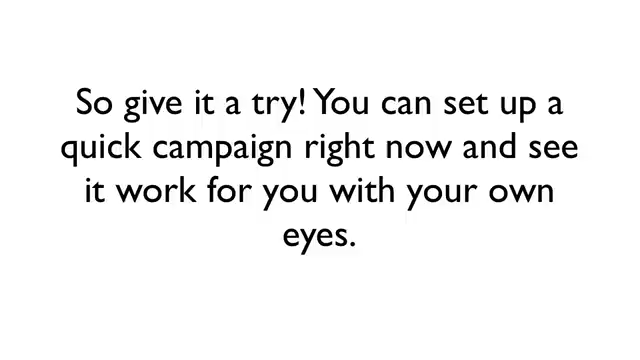 So give it a try! You can set up a
quick campaign right now and see
it work for you with your own
eyes.